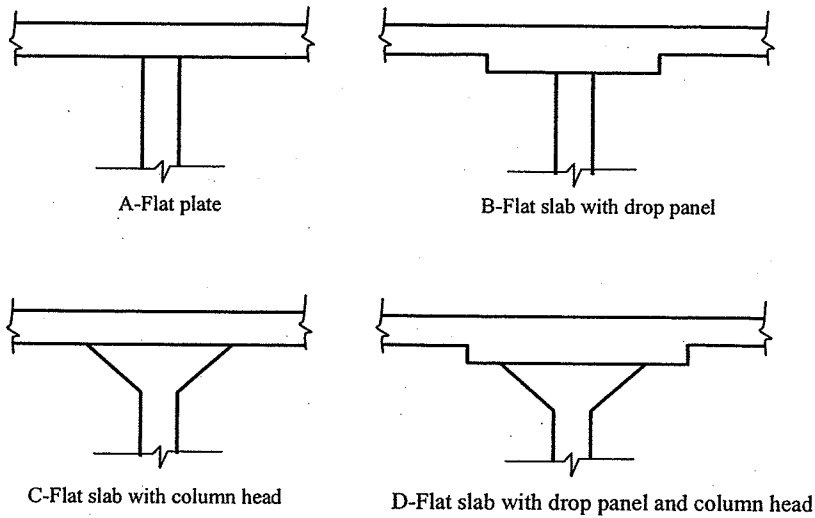 A-Flat plate
B-Flat slab with drop panel
C-Flat slab with column head
D-Flat slab with drop panel and column head